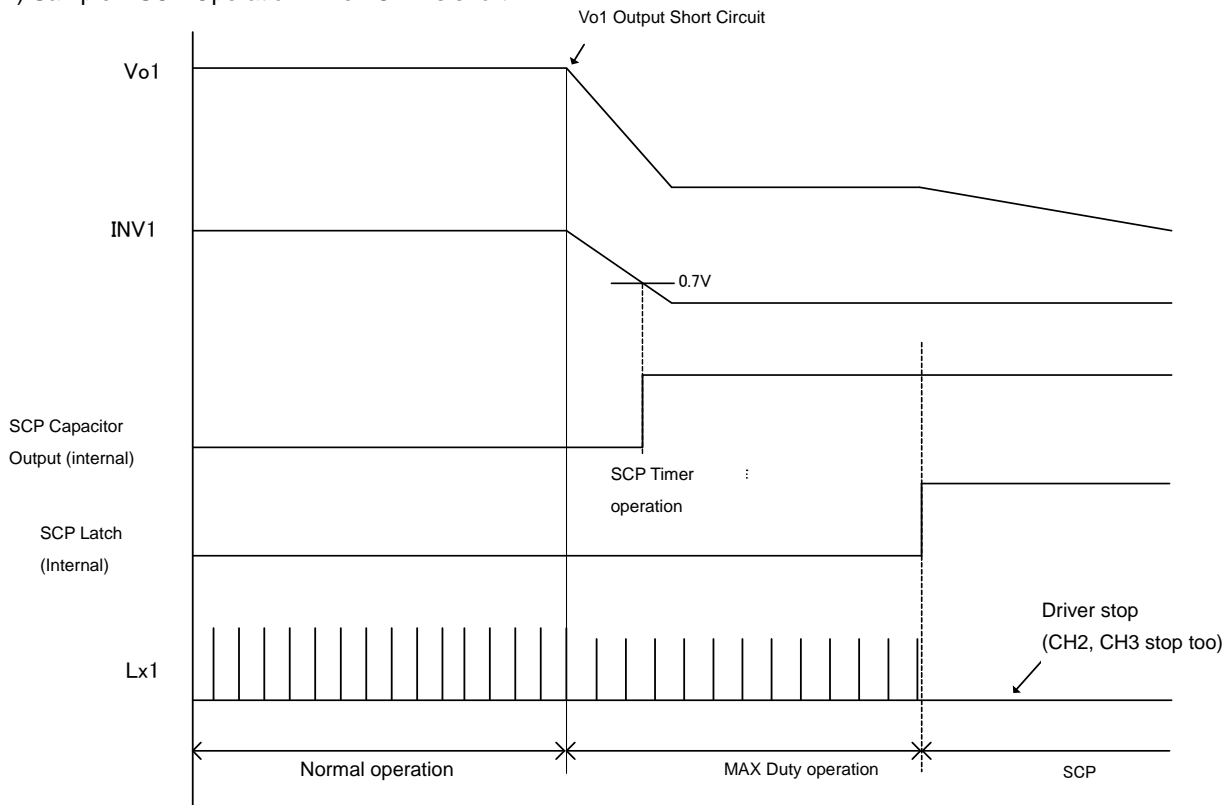 Vo1 Output Short Circuit
Vo1
INV1
0.7V
SCP Capacitor
Output (internal)
SCP Timer :
operation
SCP Latch
(Internal)
Driver stop
(CH2, CH3 stop too)
Lx1
Normal operation
MAX Duty operation
SCP